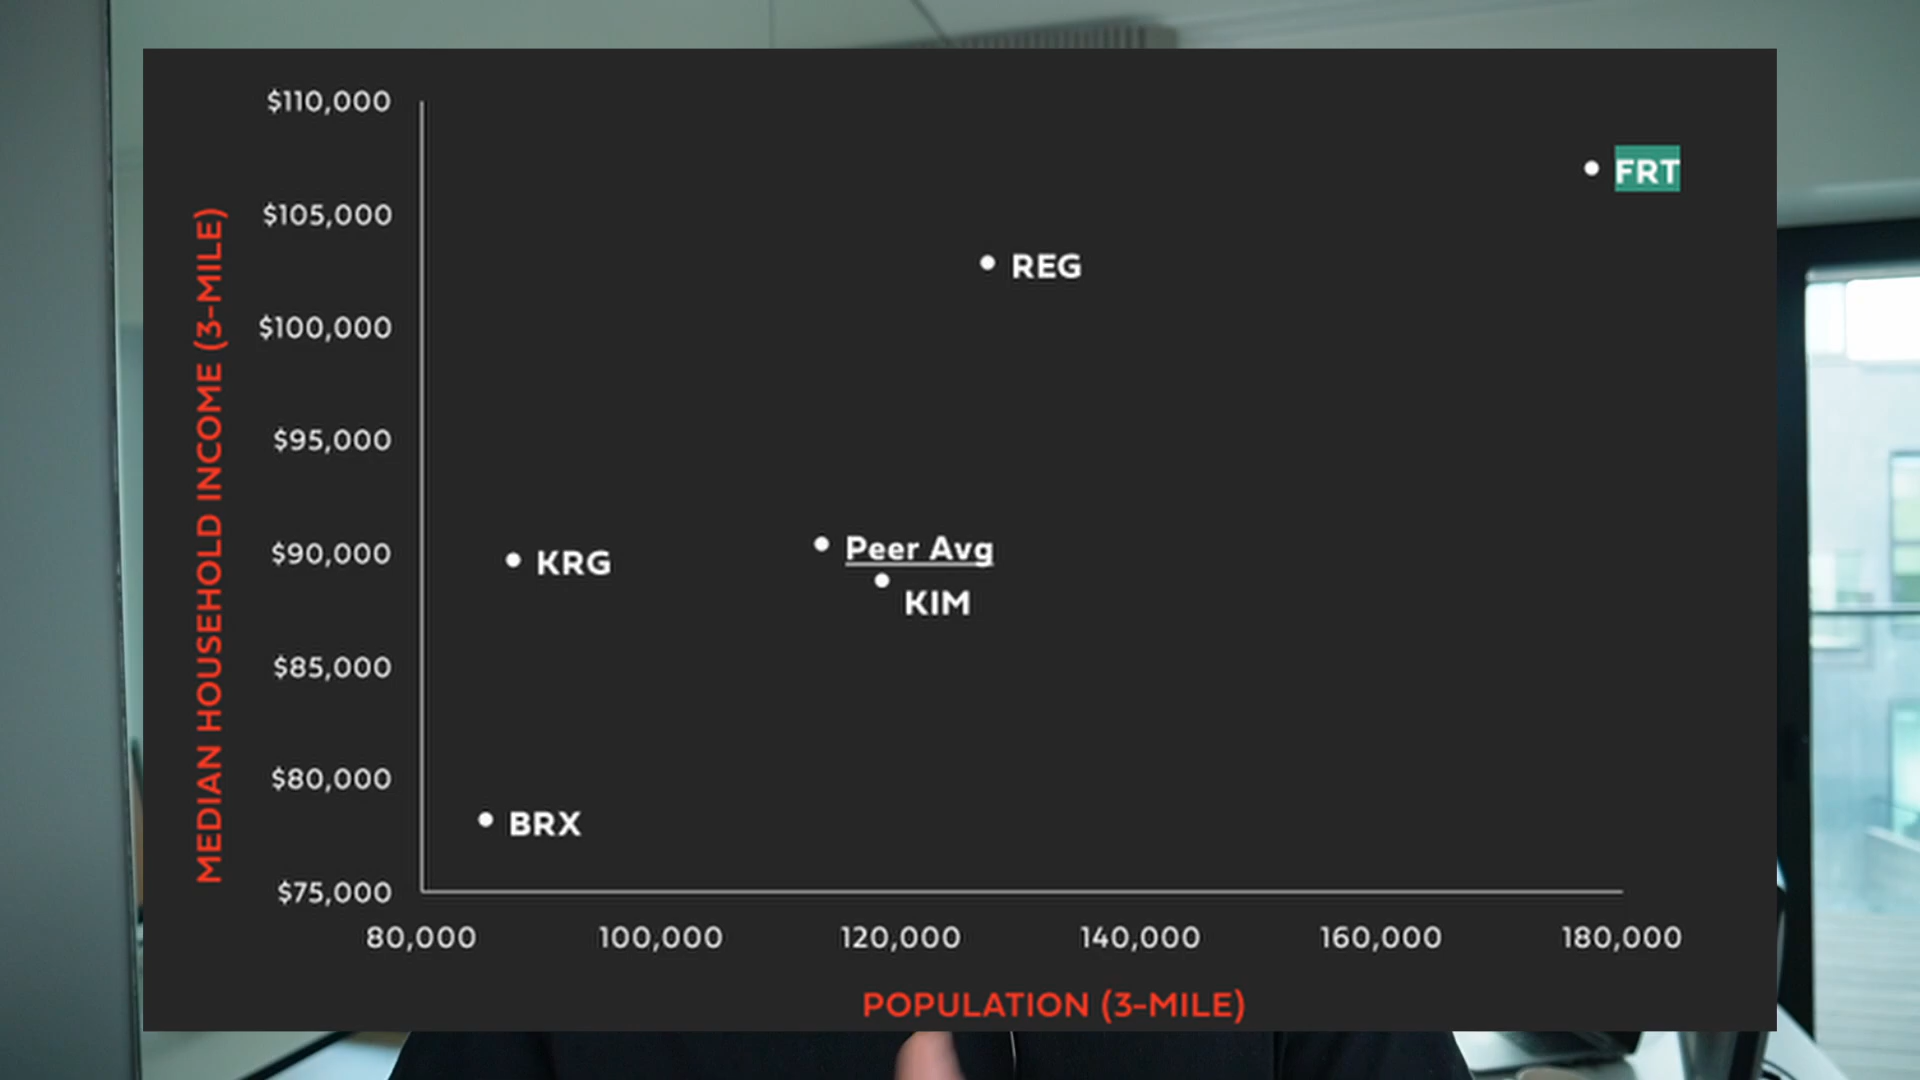 $110,000
FRT
$105,000
REG
$100,000
$95,000
$90,000
KRG
Peer Avg
KIM
$85,000
$80,000
BRX
$75,000
MEDIAN HOUSEHOLD INCOME (3-MILE)
80,000 100,000 120,000 140,000 160,000 180,000
POPULATION (3-MILE)